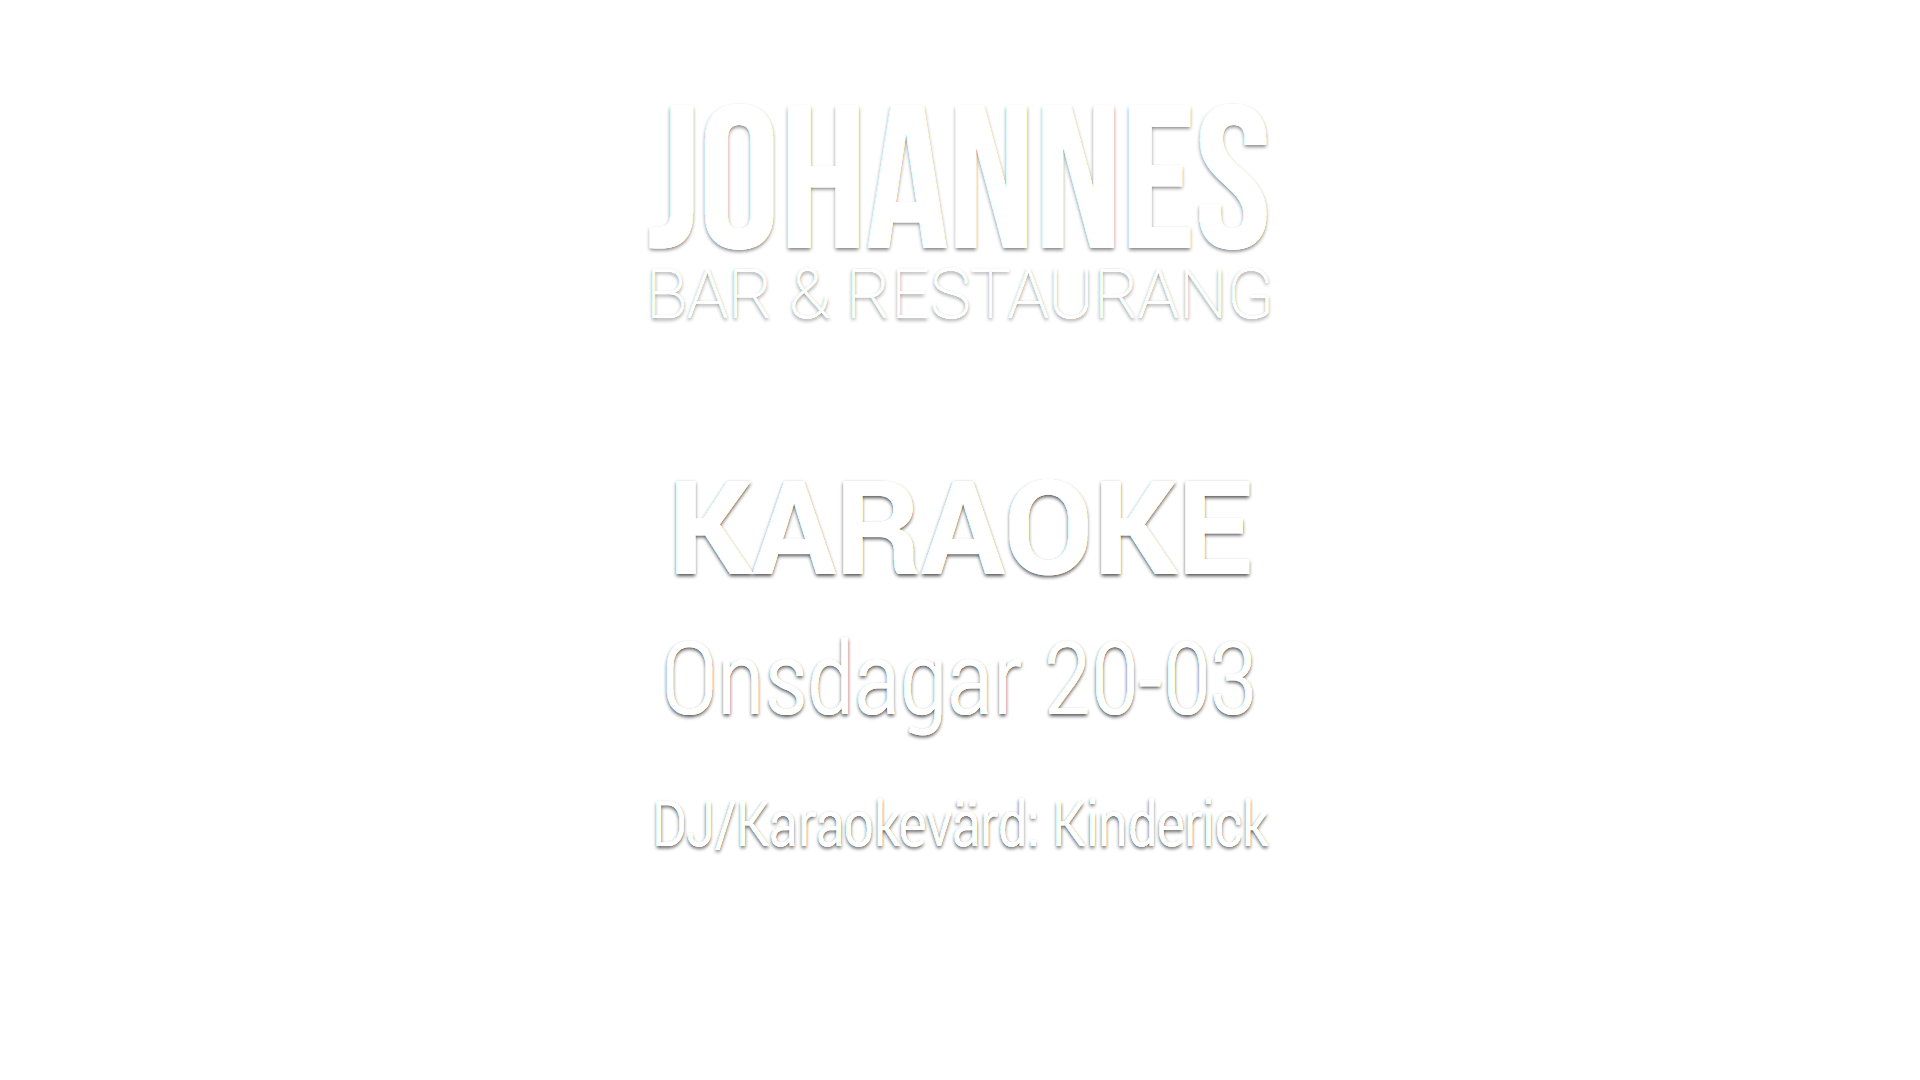 JOHANNES
BAR & RESTAURANG
KARAOKE
Onsdagar 20-03
DJ/Karaokevärd: Kinderick